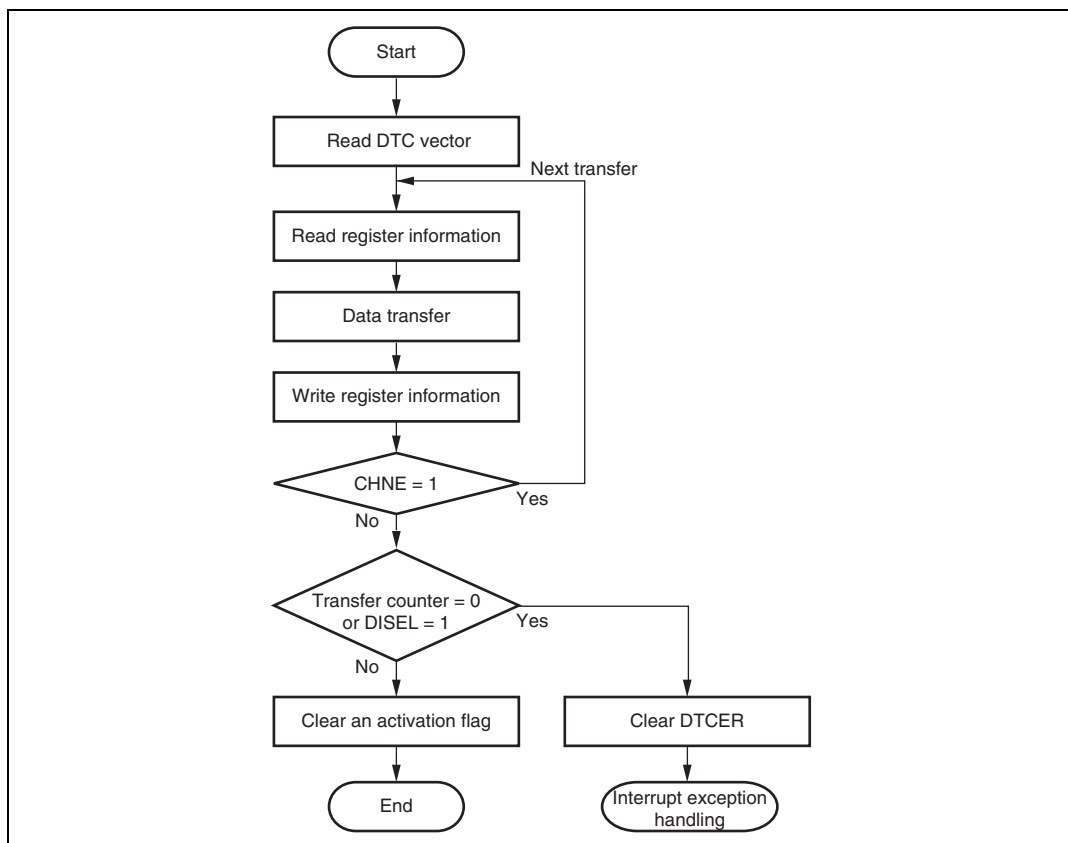 Start
Read DTC vector
Next transfer
Read register information
Data transfer
Write register information
CHNE = 1
Yes
No
Transfer counter = 0
or DISEL = 1
Yes
No
Clear an activation flag
Clear DTCER
End
Interrupt exception
handling